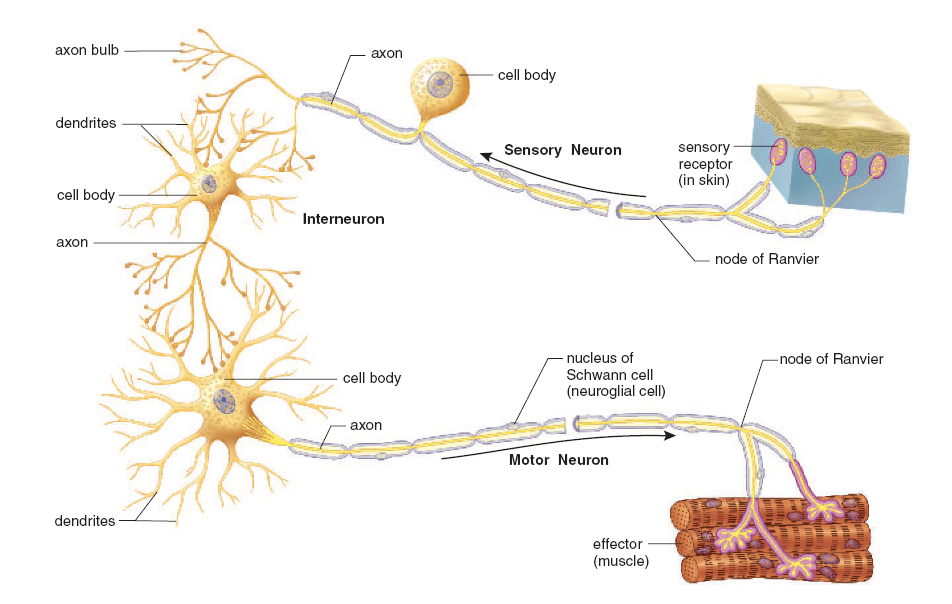 axon bulb
axon
cell body
dendrites
Sensory Neuron
sensory
receptor
(in skin)
cell body
Interneuron
axon
node of Ranvier
nucleus of
Schwann cell
(neuroglial cell)
node of Ranvier
cell body
axon
Motor Neuron
dendrites
effector
(muscle)